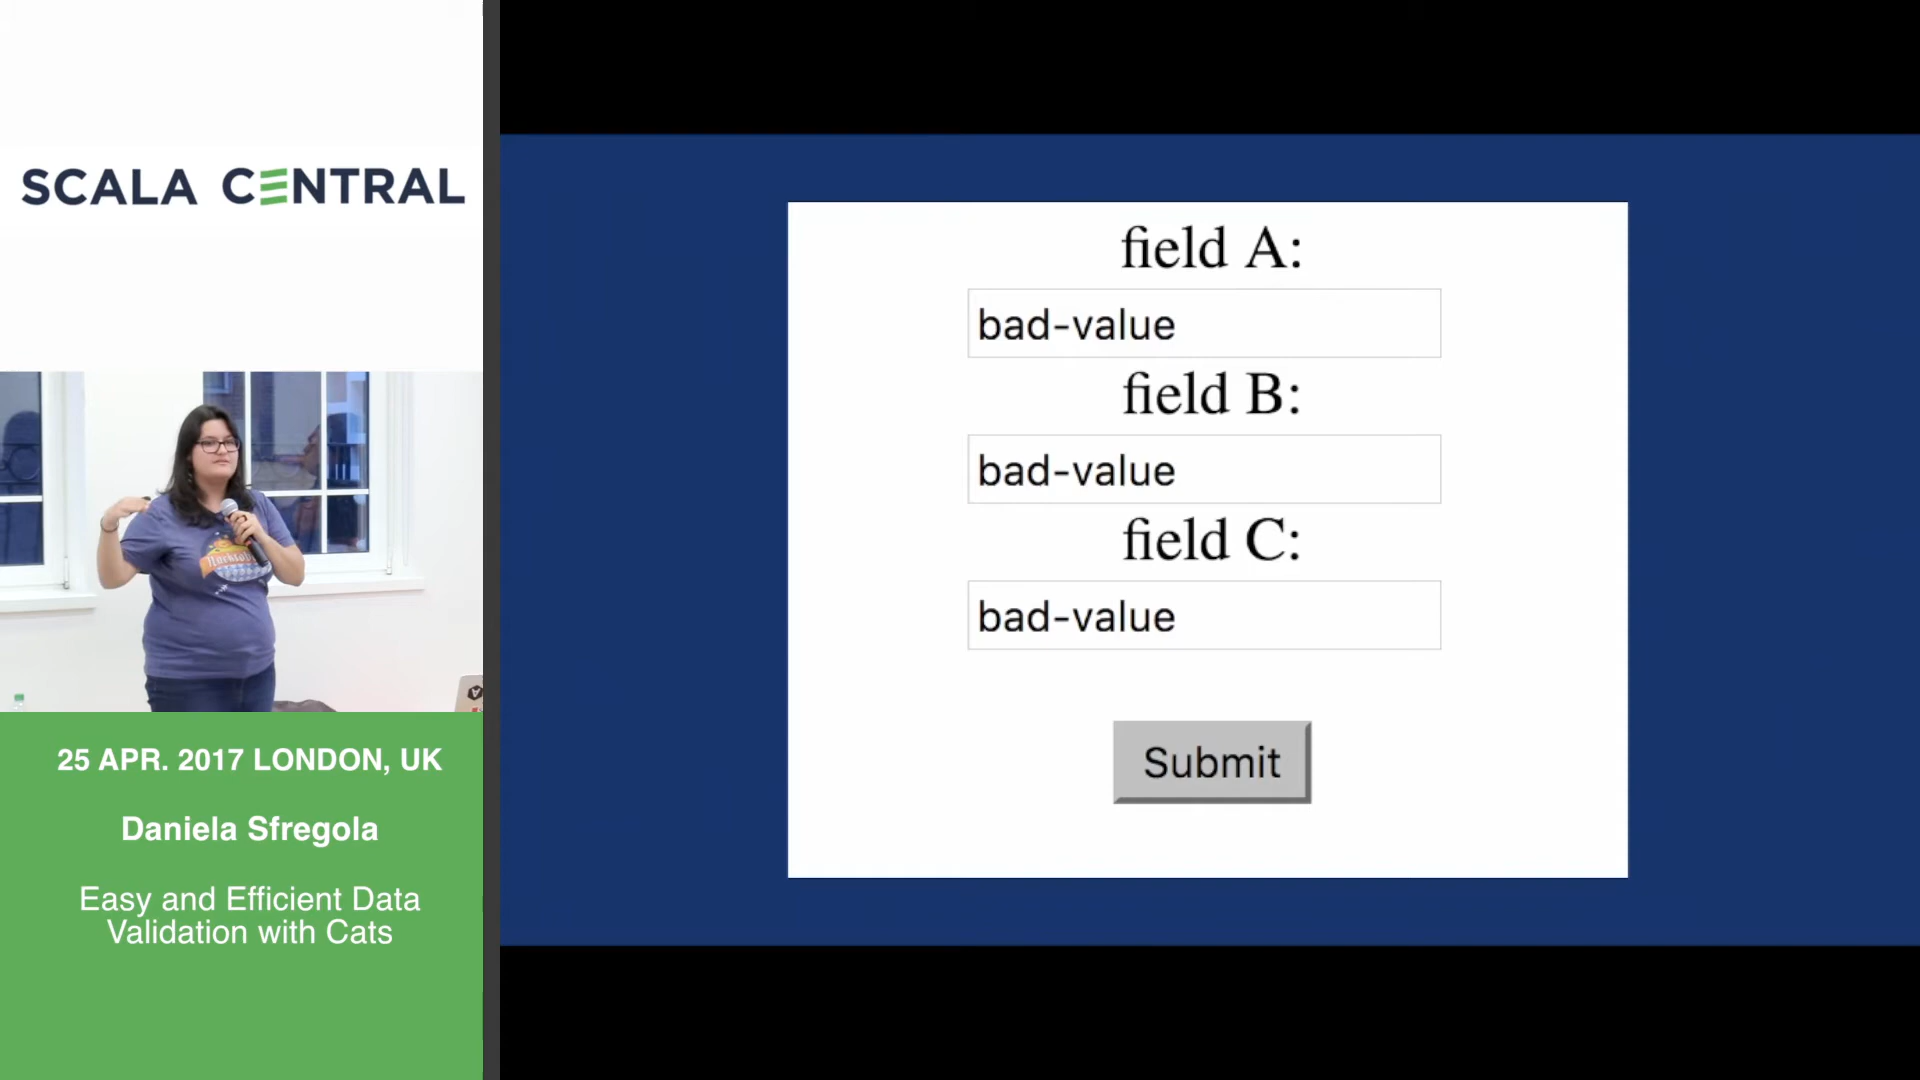 SCALA CENTRAL
25 APR. 2017 LONDON, UK
Daniela Sfregola
Easy and Efficient Data
Validation with Cats
field A:
bad-value
field B:
bad-value
field C:
bad-value
Submit